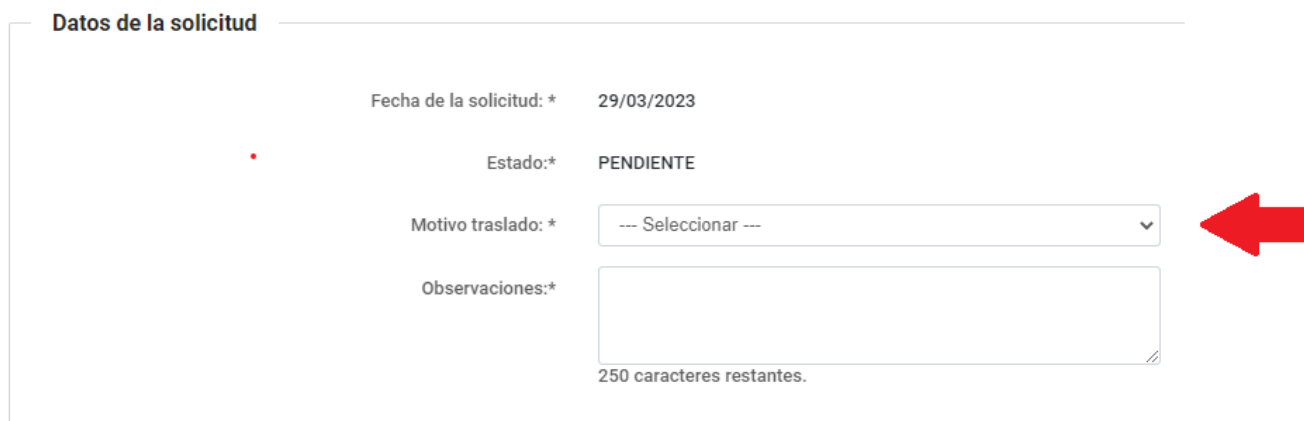 Datos de la solicitud
Fecha de la solicitud: * 29/03/2023
Estado:* PENDIENTE
Motivo traslado: * --- Seleccionar ---
Observaciones:*
250 caracteres restantes.